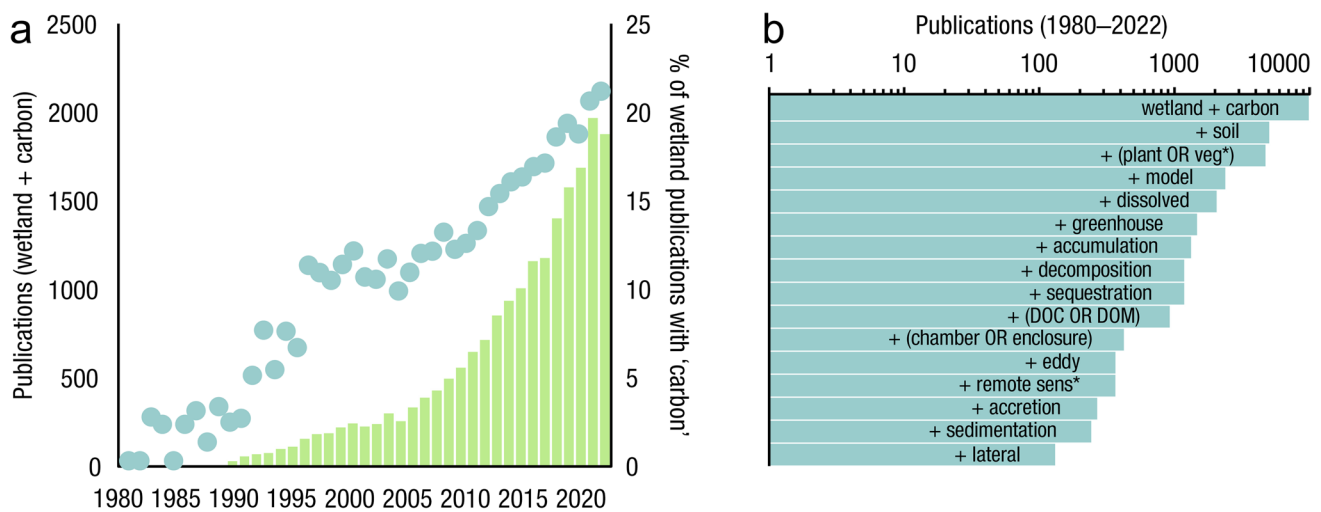 a
2500
2000
1500
1000
500
0
Publications (wetland + carbon)
25
20
15
10
5
0
% of wetland publications with ‘carbon’
1980 1985 1990 1995 2000 2005 2010 2015 2020
b
Publications (1980–2022)
1 10 100 1000 10000
wetland + carbon
+ soil
+ (plant OR veg*)
+ model
+ dissolved
+ greenhouse
+ accumulation
+ decomposition
+ sequestration
+ (DOC OR DOM)
+ (chamber OR enclosure)
+ eddy
+ remote sens*
+ accretion
+ sedimentation
+ lateral